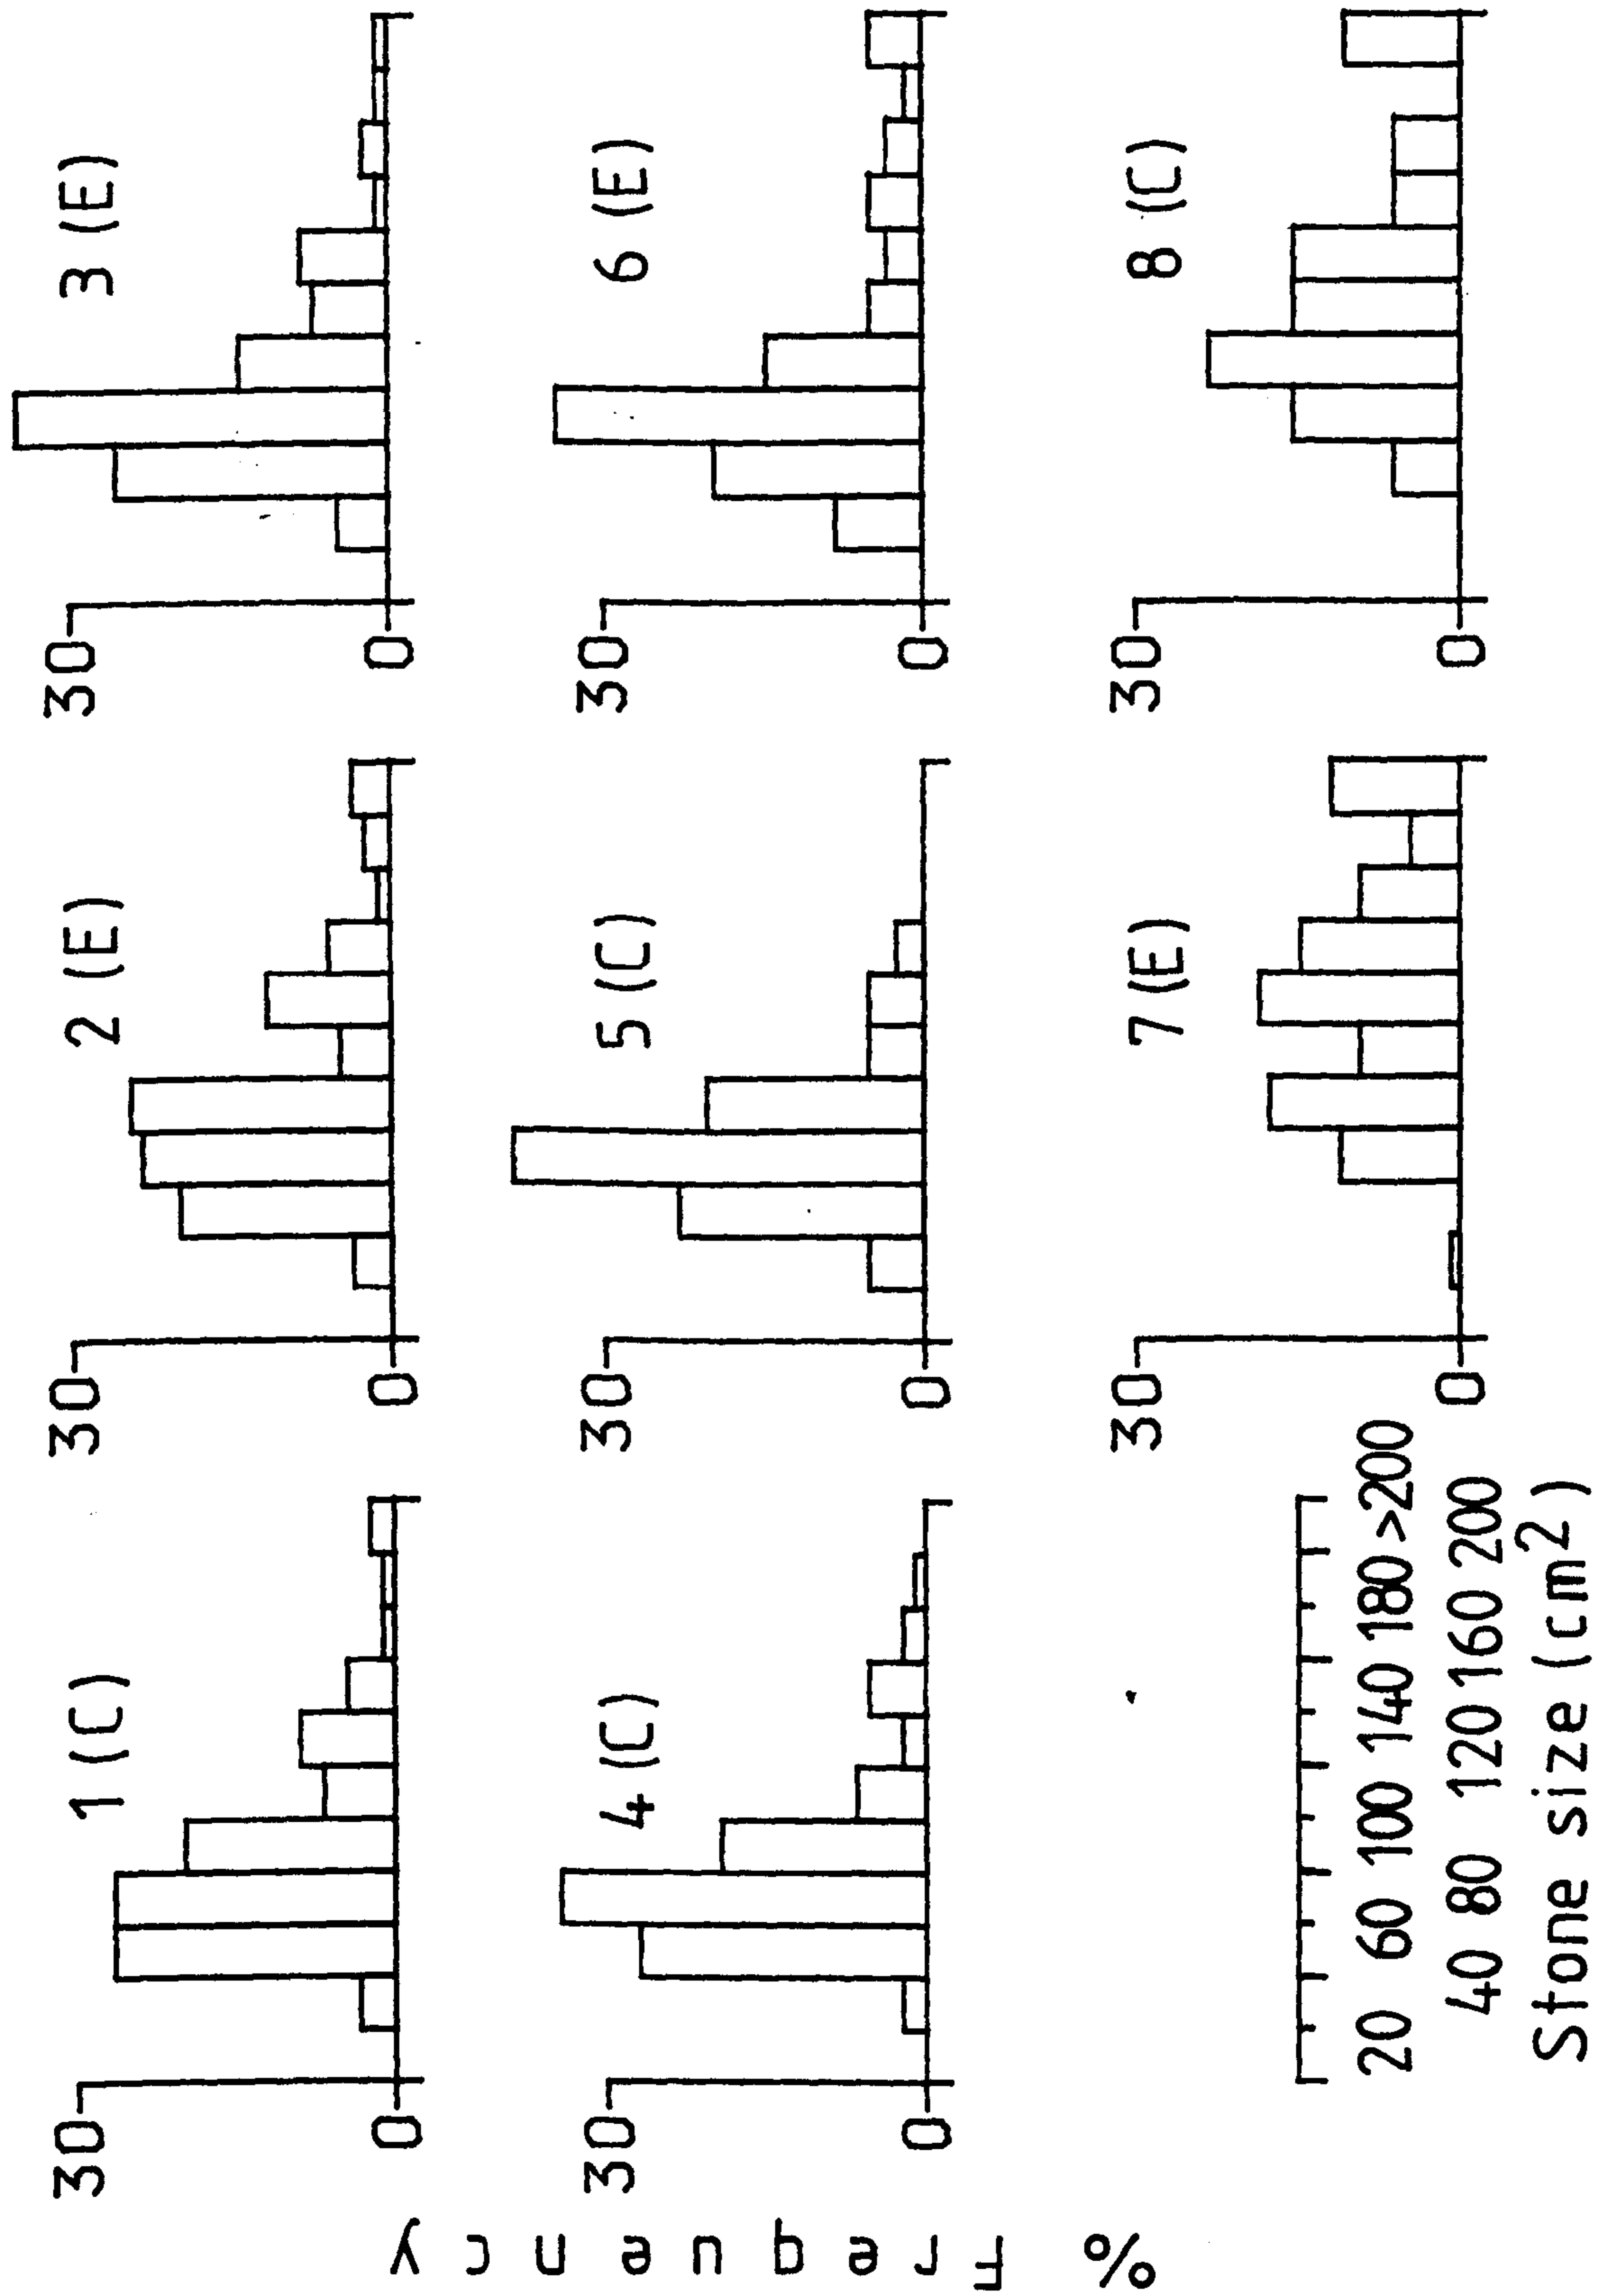 % Frequency
1 (C)
30
0
2 (E)
30
0
3 (E)
30
0
4 (C)
30
0
5 (C)
30
0
6 (E)
30
0
7 (E)
30
0
8 (C)
30
0
20 60 100 140 180 >200
40 80 120 160 200
Stone size (cm²)